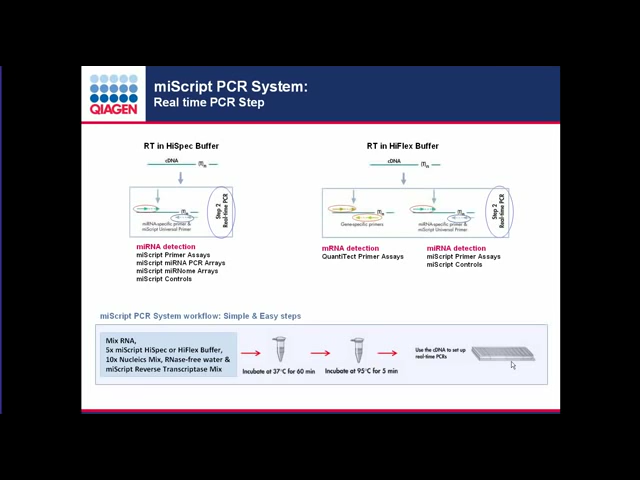 QIAGEN
miScript PCR System:
Real time PCR Step
RT in HiSpec Buffer
cDNA
miRNA-specific primer &
miScript Universal Primer
Step 2
Real-time PCR
miRNA detection
miScript Primer Assays
miScript miRNA PCR Arrays
miScript miRNome Arrays
miScript Controls
RT in HiFlex Buffer
cDNA
Gene-specific primers
miRNA-specific primer &
miScript Universal Primer
Step 2
Real-time PCR
mRNA detection
QuantiTect Primer Assays
miRNA detection
miScript Primer Assays
miScript Controls
miScript PCR System workflow: Simple & Easy steps
Mix RNA,
5x miScript HiSpec or HiFlex Buffer,
10x Nucleics Mix, RNase-free water &
miScript Reverse Transcriptase Mix
Incubate at 37°C for 60 min
Incubate at 95°C for 5 min
Use the cDNA to set up
real-time PCRs